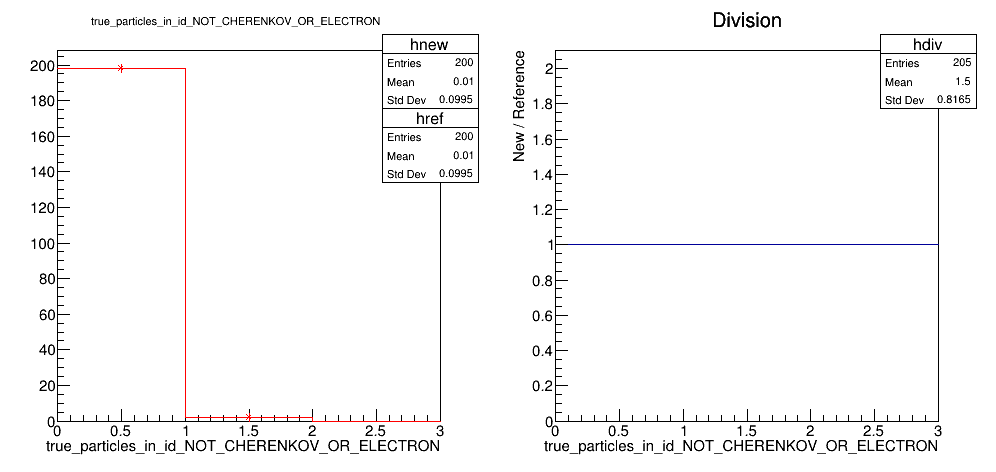 true_particles_in_id_NOT_CHERENKOV_OR_ELECTRON
hnew
Entries 200
Mean 0.01
Std Dev 0.0995
href
Entries 200
Mean 0.01
Std Dev 0.0995
200
180
160
140
120
100
80
60
40
20
0
0 0.5 1 1.5 2 2.5 3
true_particles_in_id_NOT_CHERENKOV_OR_ELECTRON
Division
hdiv
Entries 205
Mean 1.5
Std Dev 0.8165
New / Reference
2
1.8
1.6
1.4
1.2
1
0.8
0.6
0.4
0.2
0
0 0.5 1 1.5 2 2.5 3
true_particles_in_id_NOT_CHERENKOV_OR_ELECTRON